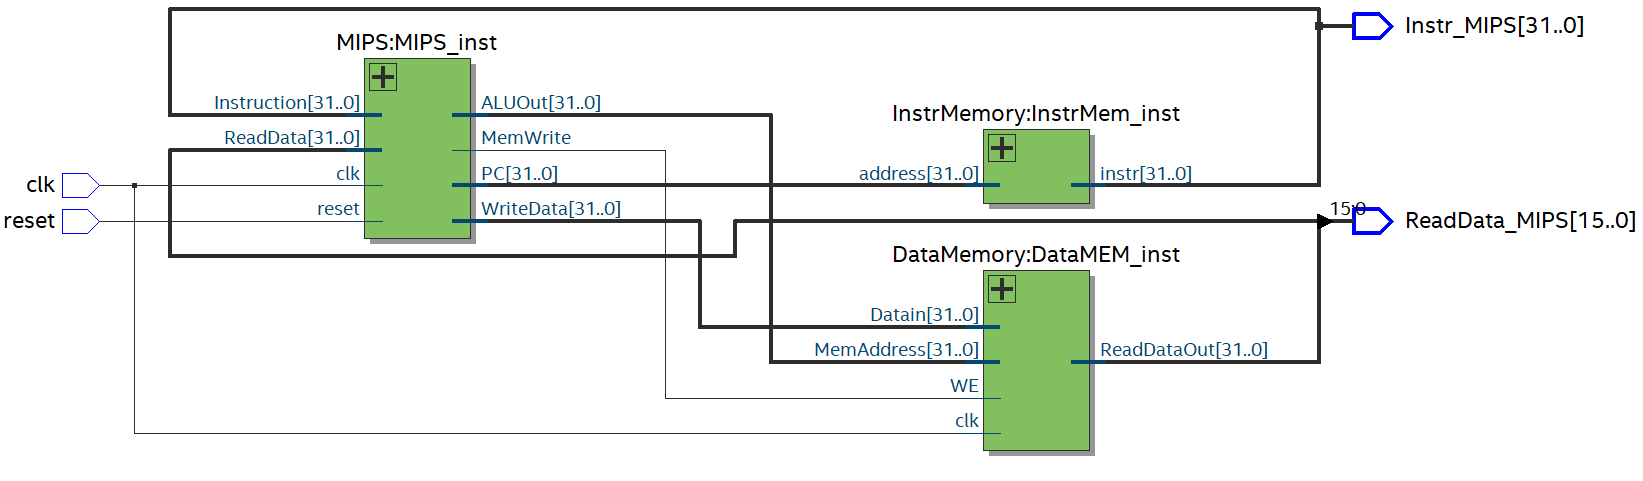 Instr_MIPS[31..0]
MIPS:MIPS_inst
Instruction[31..0]
ALUOut[31..0]
ReadData[31..0]
MemWrite
clk
clk
PC[31..0]
reset
reset
WriteData[31..0]
InstrMemory:InstrMem_inst
address[31..0]
instr[31..0]
15:0
ReadData_MIPS[15..0]
DataMemory:DataMEM_inst
Datain[31..0]
MemAddress[31..0]
ReadDataOut[31..0]
WE
clk